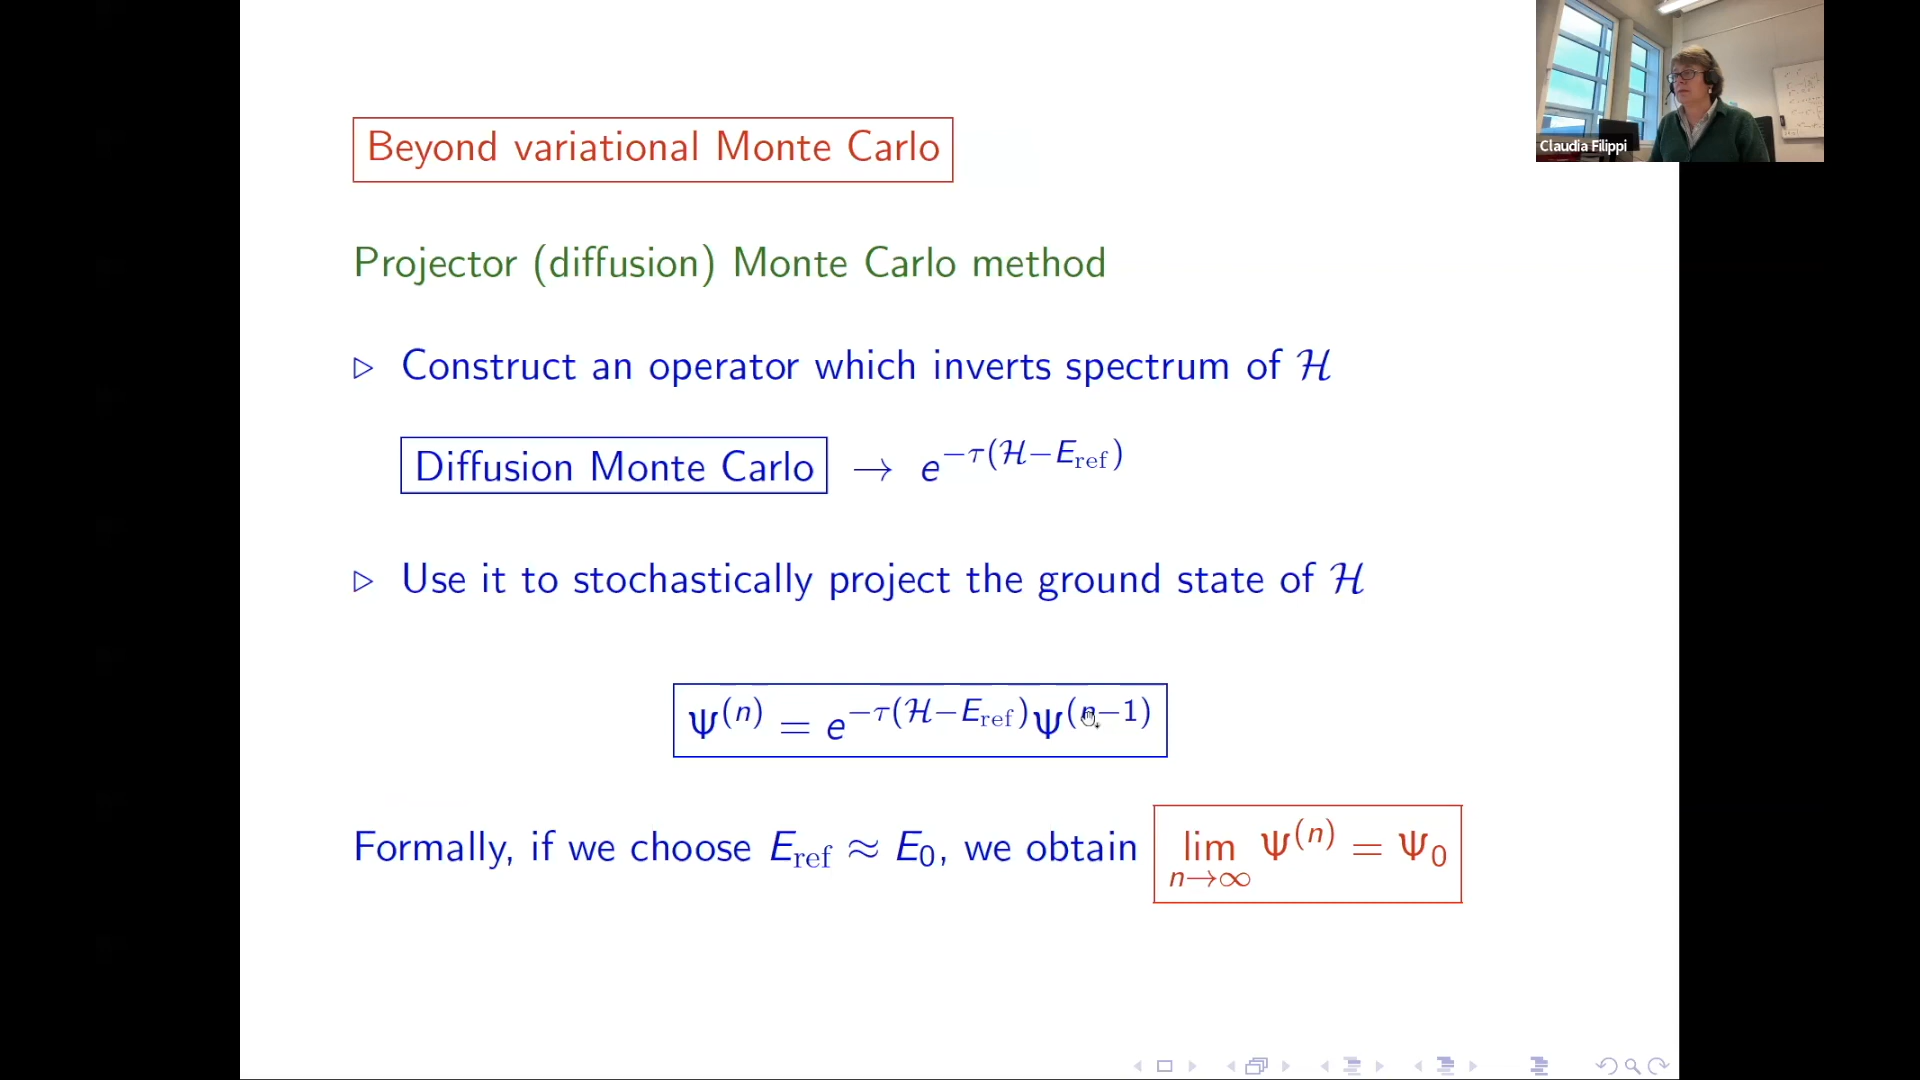 Claudia Filippi
Beyond variational Monte Carlo
Projector (diffusion) Monte Carlo method
▷ Construct an operator which inverts spectrum of ℋ
Diffusion Monte Carlo → e^{−τ(ℋ−E_ref)}
▷ Use it to stochastically project the ground state of ℋ
Ψ^{(n)} = e^{−τ(ℋ−E_ref)}Ψ^{(n−1)}
Formally, if we choose E_ref ≈ E_0, we obtain lim_{n→∞} Ψ^{(n)} = Ψ_0